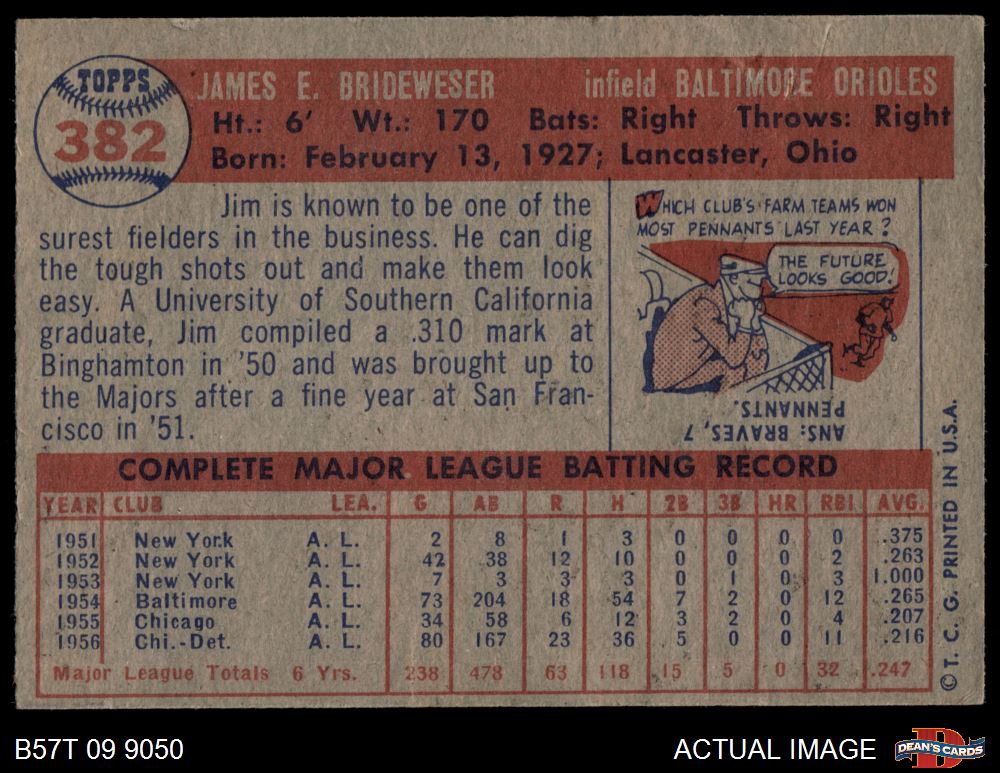 TOPPS
382
JAMES E. BRIDEWESER infield BALTIMORE ORIOLES
Ht.: 6' Wt.: 170 Bats: Right Throws: Right
Born: February 13, 1927; Lancaster, Ohio
Jim is known to be one of the
surest fielders in the business. He can dig
the tough shots out and make them look
easy. A University of Southern California
graduate, Jim compiled a .310 mark at
Binghamton in '50 and was brought up to
the Majors after a fine year at San Fran-
cisco in '51.
WHICH CLUB'S FARM TEAMS WON
MOST PENNANTS LAST YEAR?
THE FUTURE
LOOKS GOOD!
ANS: BRAVES, 7
PENNANTS.
COMPLETE MAJOR LEAGUE BATTING RECORD
YEAR CLUB LEA. G AB R H 2B 3B HR RBI AVG.
1951 New York A. L. 2 8 1 3 0 0 0 0 .375
1952 New York A. L. 42 38 12 10 0 0 0 2 .263
1953 New York A. L. 7 3 3 3 0 1 0 3 1.000
1954 Baltimore A. L. 73 204 18 54 7 2 0 12 .265
1955 Chicago A. L. 34 58 6 12 3 2 0 4 .207
1956 Chi.-Det. A. L. 80 167 23 36 5 0 0 11 .216
Major League Totals 6 Yrs. 238 478 63 118 15 5 0 32 .247
© T. C. G. PRINTED IN U.S.A.
B57T 09 9050
ACTUAL IMAGE
DEAN'S CARDS